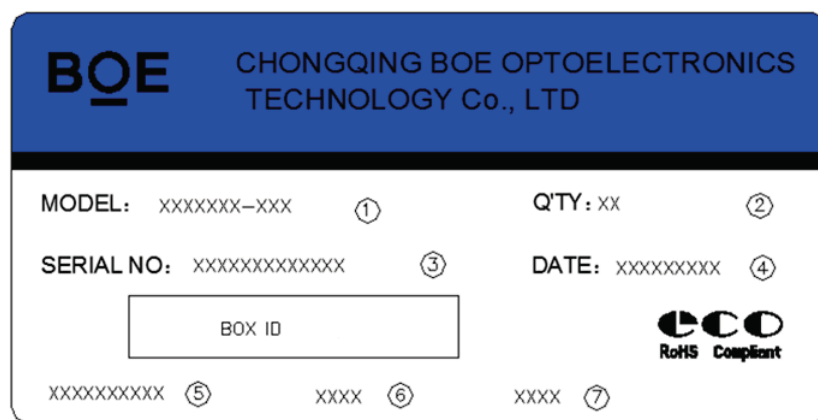 BOE
CHONGQING BOE OPTOELECTRONICS
TECHNOLOGY Co., LTD
MODEL: XXXXXXX-XXX ①
Q'TY: XX ②
SERIAL NO: XXXXXXXXXXXXX ③
DATE: XXXXXXXXX ④
BOX ID
eco
RoHS Compliant
XXXXXXXXXX ⑤ XXXX ⑥ XXXX ⑦